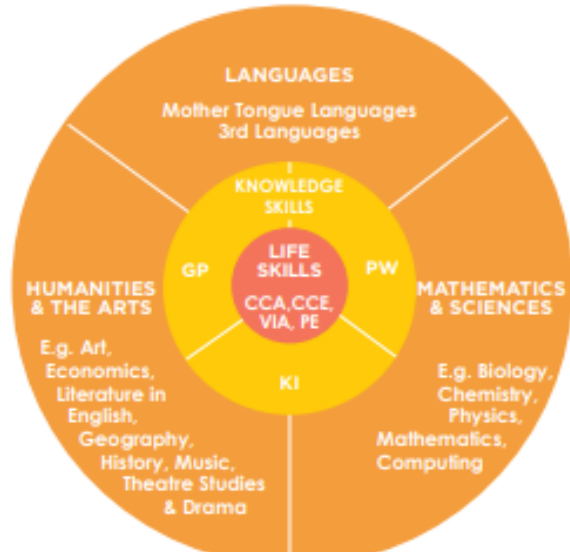 LANGUAGES
Mother Tongue Languages
3rd Languages
KNOWLEDGE
SKILLS
GP
PW
LIFE
SKILLS
CCA,CCE,
VIA, PE
KI
HUMANITIES
& THE ARTS
E.g. Art,
Economics,
Literature in
English,
Geography,
History, Music,
Theatre Studies
& Drama
MATHEMATICS
& SCIENCES
E.g. Biology,
Chemistry,
Physics,
Mathematics,
Computing